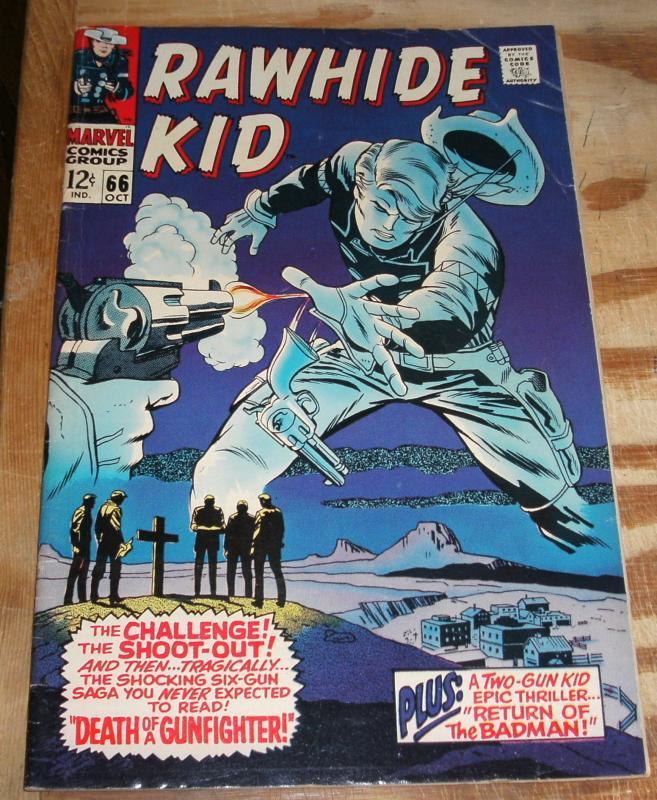 RAWHIDE
KID™
APPROVED
BY THE
COMICS
CODE
AUTHORITY
MARVEL
COMICS
GROUP
12¢
IND.
66
OCT
THE CHALLENGE!
THE SHOOT-OUT!
AND THEN...TRAGICALLY...
THE SHOCKING SIX-GUN
SAGA YOU NEVER EXPECTED
TO READ!
"DEATH OF A GUNFIGHTER!"
PLUS:
A TWO-GUN KID
EPIC THRILLER...
"RETURN OF
The BADMAN!"